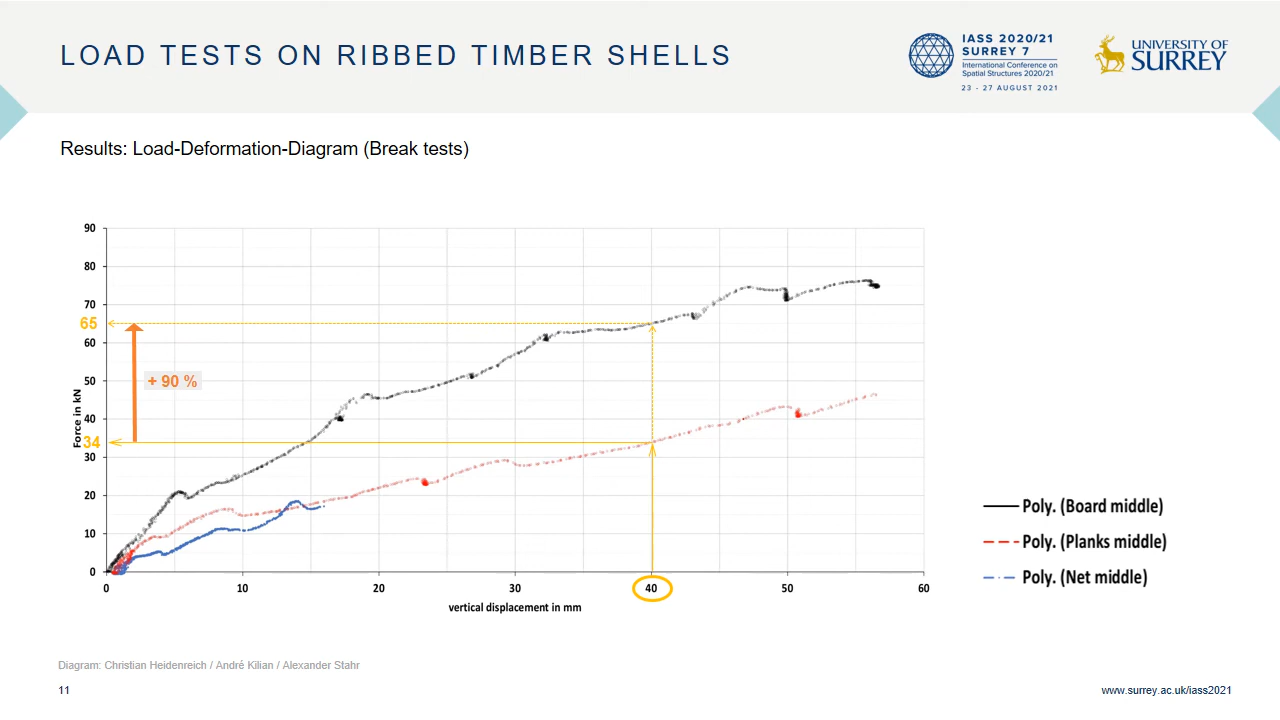 LOAD TESTS ON RIBBED TIMBER SHELLS
IASS 2020/21
SURREY 7
International Conference on
Spatial Structures 2020/21
23 - 27 AUGUST 2021
UNIVERSITY OF
SURREY
Results: Load-Deformation-Diagram (Break tests)
90
80
70
65
60
+ 90 %
50
40
34
30
20
10
0
Force in kN
0 10 20 30 40 50 60
vertical displacement in mm
Poly. (Board middle)
Poly. (Planks middle)
Poly. (Net middle)
Diagram: Christian Heidenreich / André Kilian / Alexander Stahr
11
www.surrey.ac.uk/iass2021